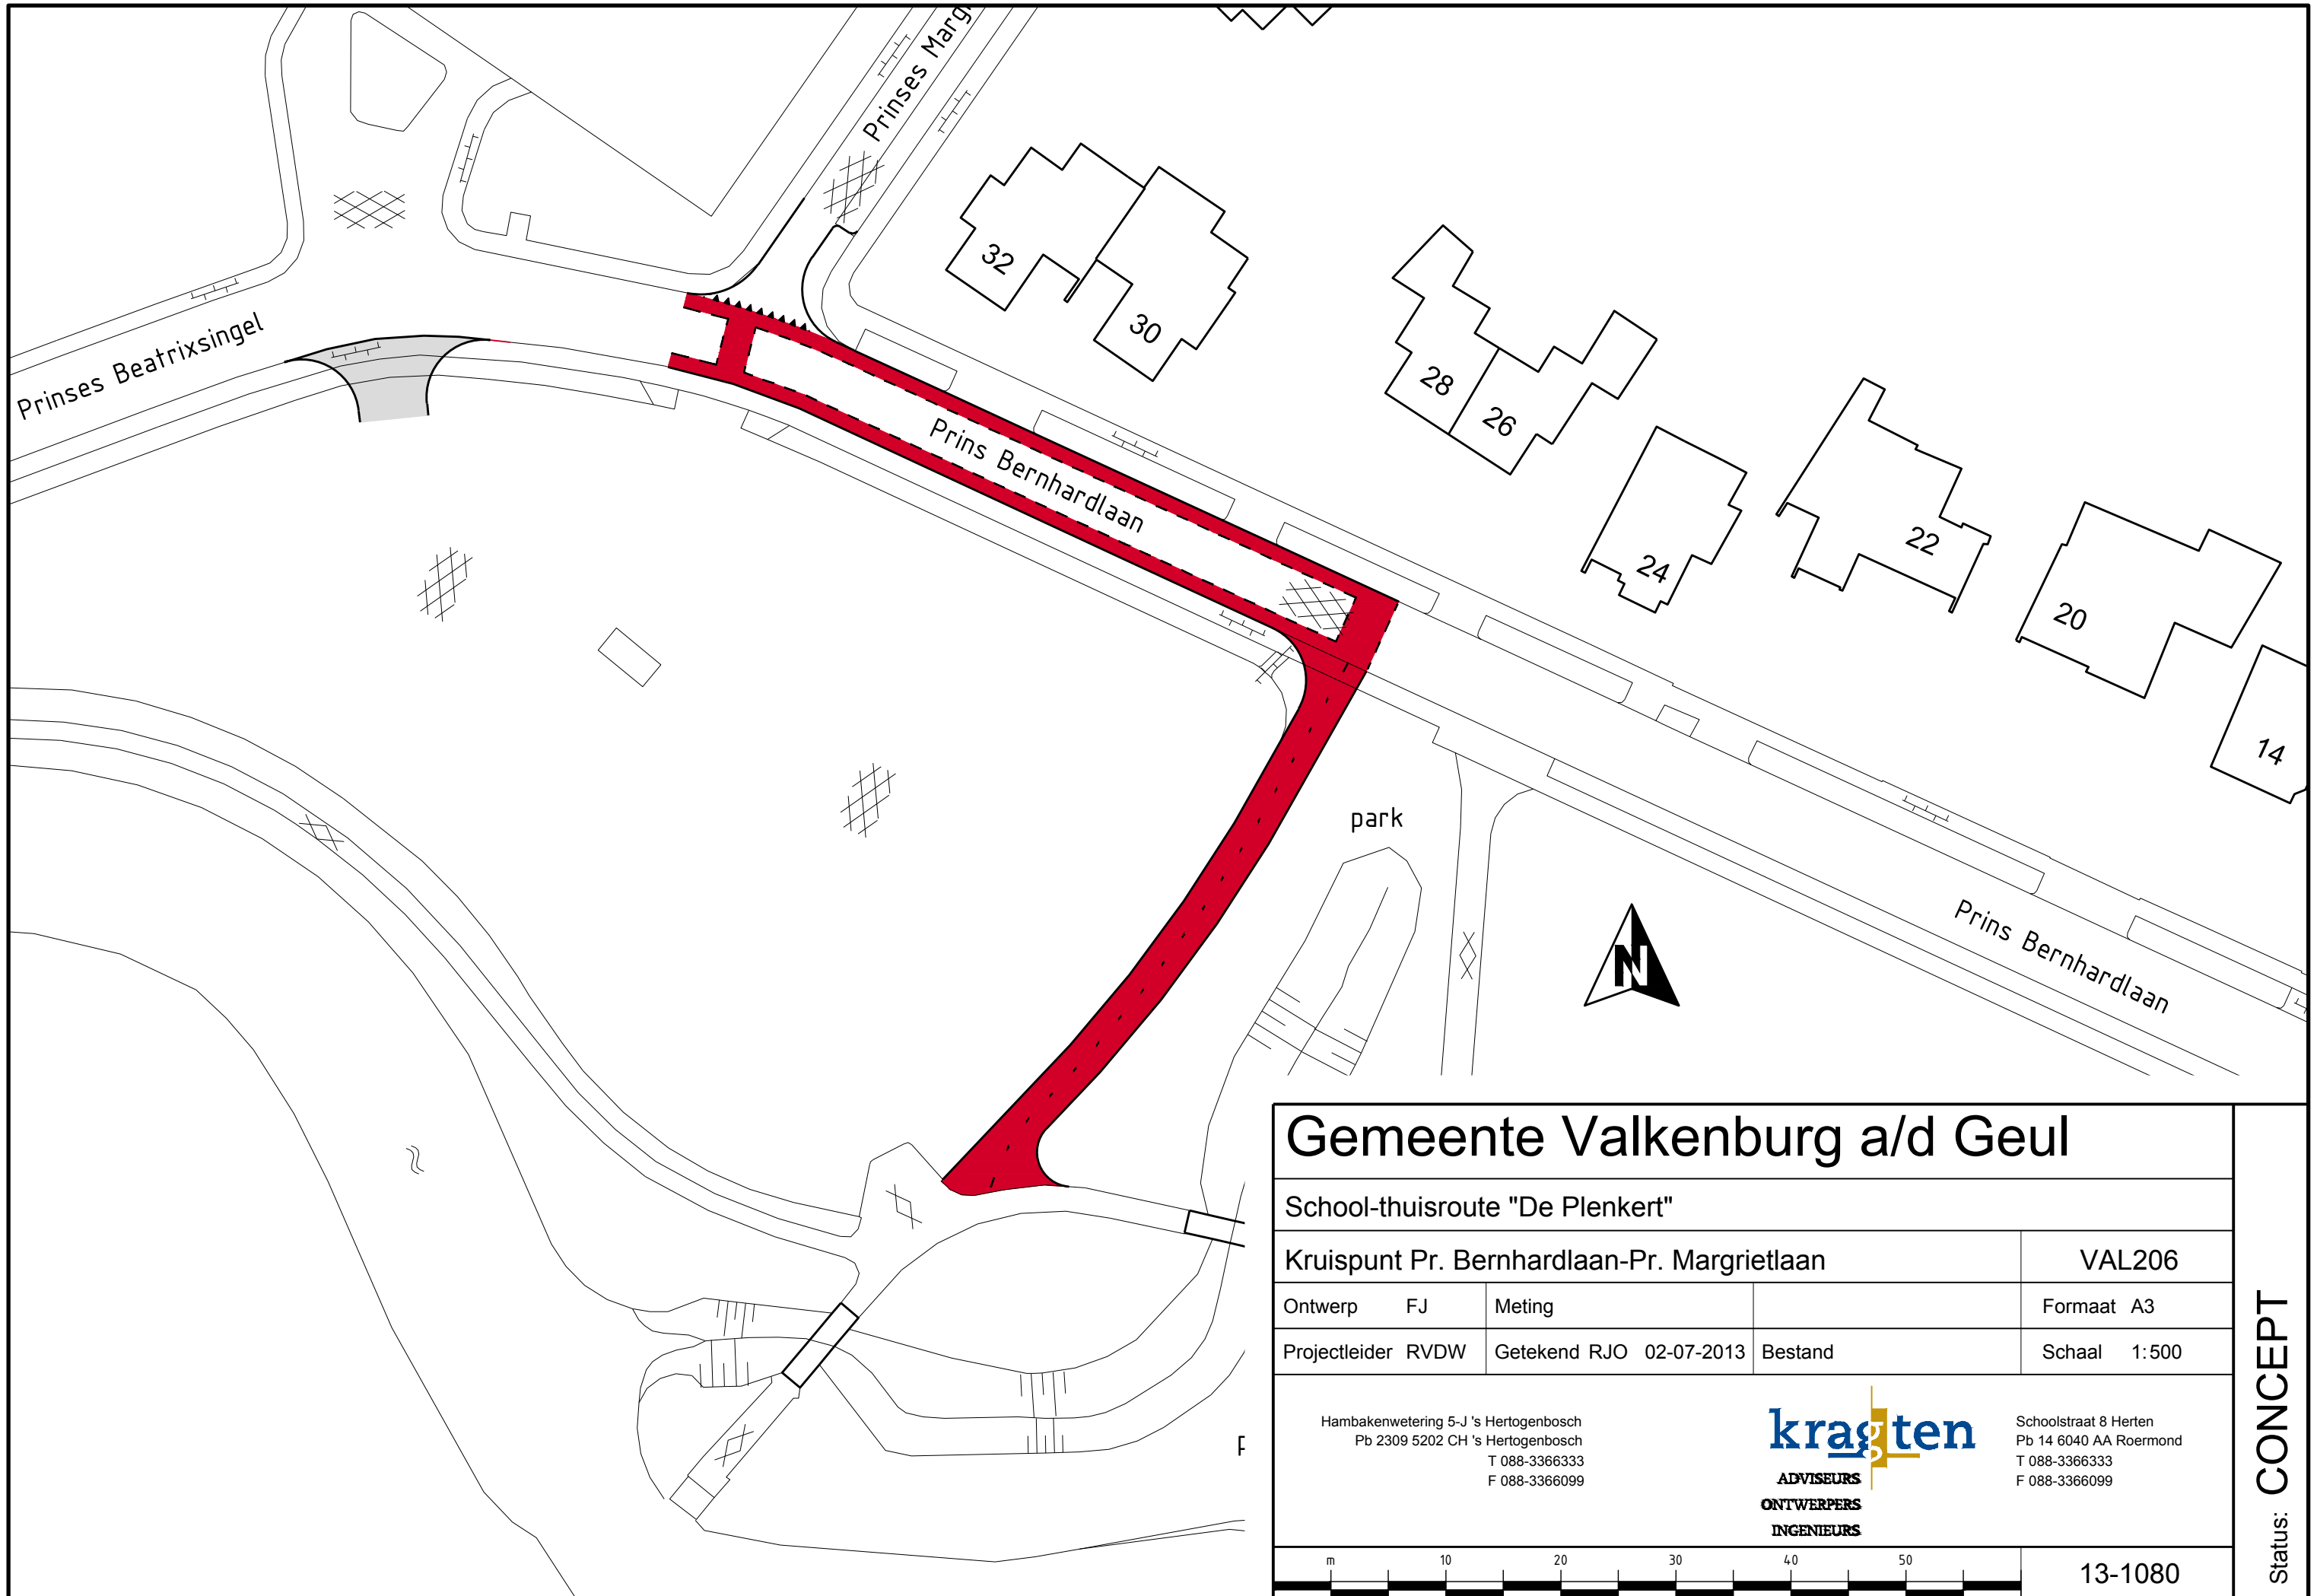 Prinses Marg
Prinses Beatrixsingel
32
30
28
26
24
22
20
14
Prins Bernhardlaan
park
Prins Bernhardlaan
N
Gemeente Valkenburg a/d Geul
School-thuisroute "De Plenkert"
Kruispunt Pr. Bernhardlaan-Pr. Margrietlaan VAL206
Ontwerp FJ Meting Formaat A3
Projectleider RVDW Getekend RJO 02-07-2013 Bestand Schaal 1:500
Hambakenwetering 5-J 's Hertogenbosch
Pb 2309 5202 CH 's Hertogenbosch
T 088-3366333
F 088-3366099
kragten
ADVISEURS
ONTWERPERS
INGENIEURS
Schoolstraat 8 Herten
Pb 14 6040 AA Roermond
T 088-3366333
F 088-3366099
m 10 20 30 40 50
13-1080
Status: CONCEPT